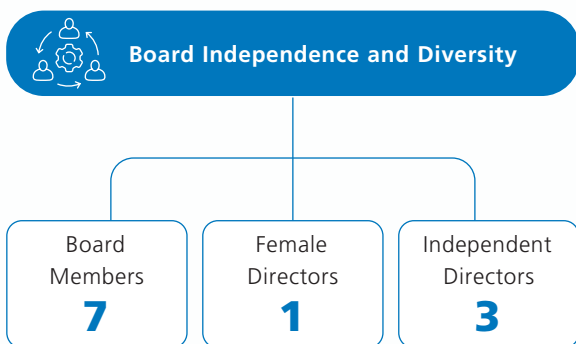 Board Independence and Diversity
Board
Members
7
Female
Directors
1
Independent
Directors
3